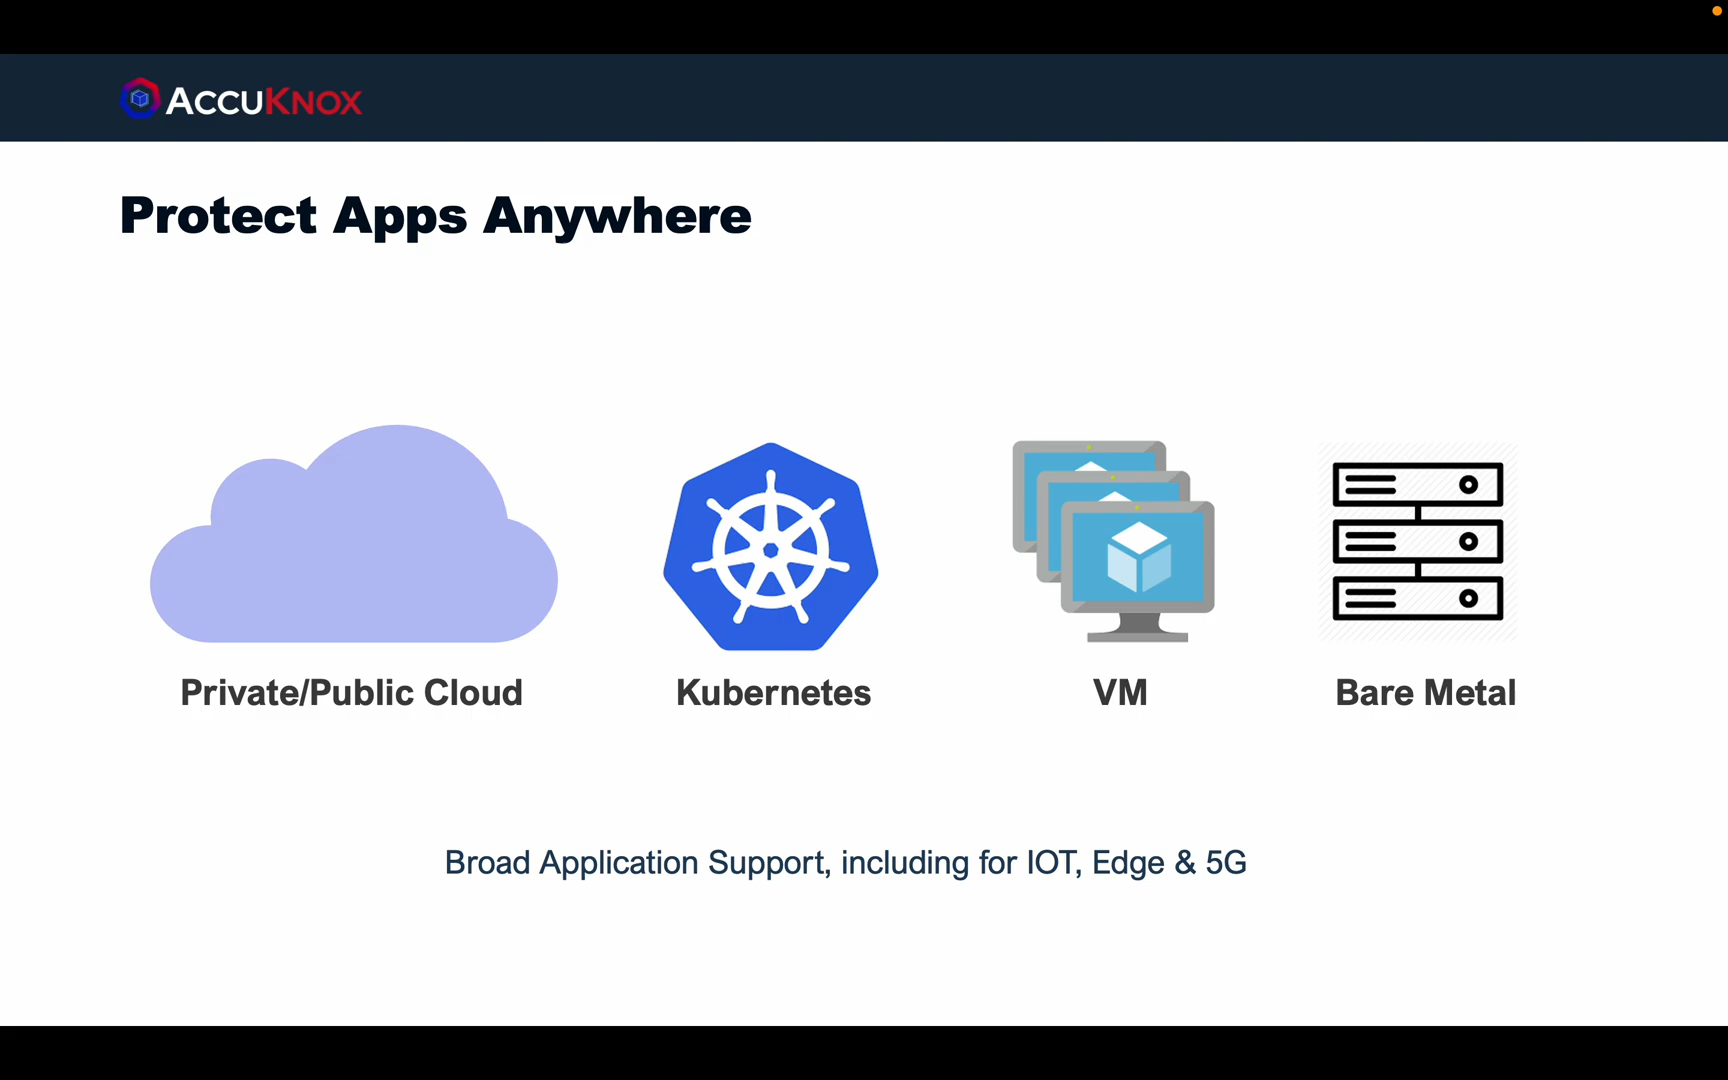 ACCUKNOX
Protect Apps Anywhere
Private/Public Cloud
Kubernetes
VM
Bare Metal
Broad Application Support, including for IOT, Edge & 5G